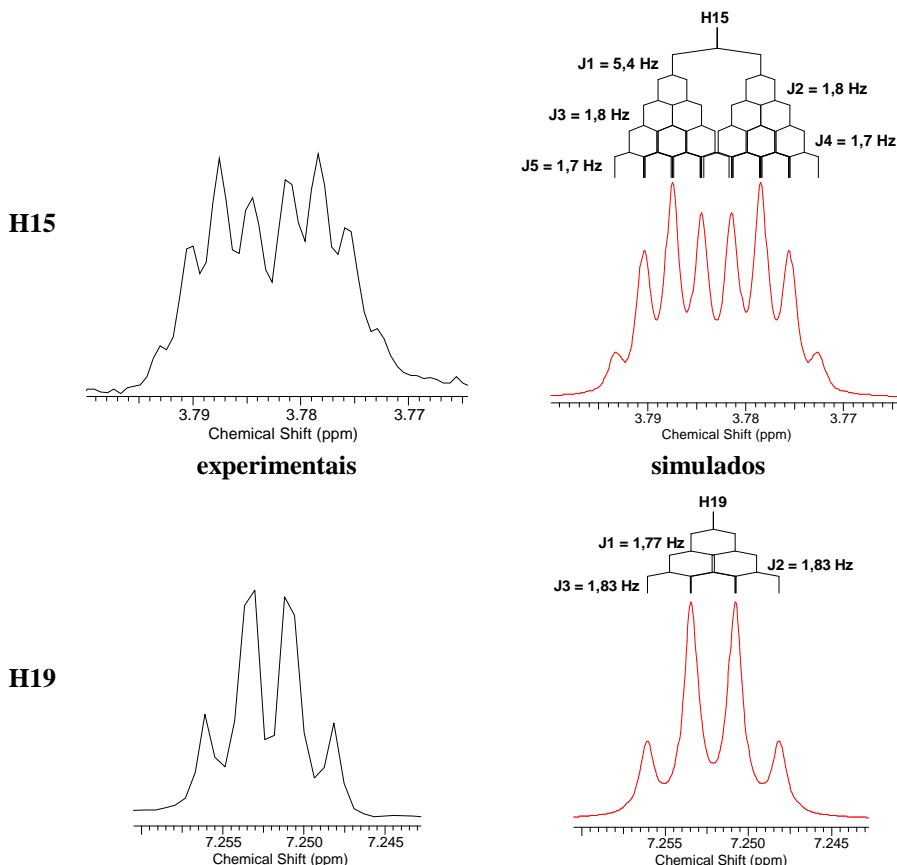 H15
J1 = 5,4 Hz
J2 = 1,8 Hz
J3 = 1,8 Hz
J4 = 1,7 Hz
J5 = 1,7 Hz
H15
3.79 3.78 3.77
Chemical Shift (ppm)
3.79 3.78 3.77
Chemical Shift (ppm)
experimentais simulados
H19
J1 = 1,77 Hz
J2 = 1,83 Hz
J3 = 1,83 Hz
H19
7.255 7.250 7.245
Chemical Shift (ppm)
7.255 7.250 7.245
Chemical Shift (ppm)